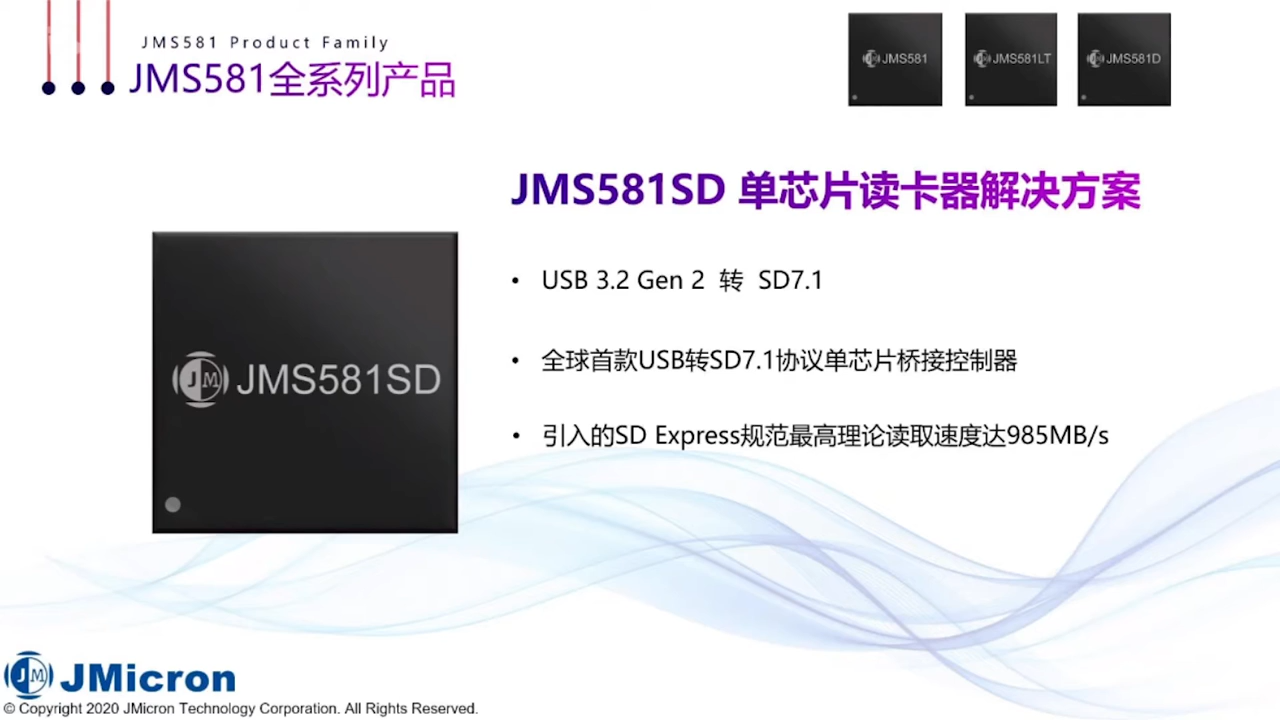 JMS581 Product Family
JMS581全系列产品
JMS581
JMS581LT
JMS581D
JMS581SD 单芯片读卡器解决方案
• USB 3.2 Gen 2 转 SD7.1
• 全球首款USB转SD7.1协议单芯片桥接控制器
• 引入的SD Express规范最高理论读取速度达985MB/s
JM JMS581SD
JM JMicron
© Copyright 2020 JMicron Technology Corporation. All Rights Reserved.